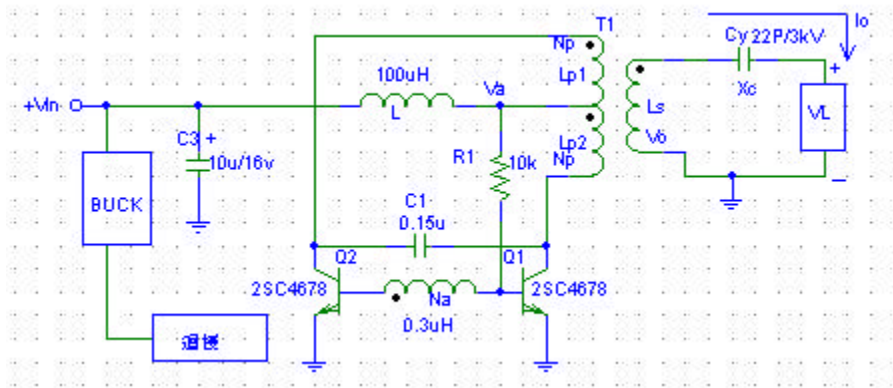 T1
Io
Np
Cy 22P/3kV
+
100uH
Va
Lp1
Xc
+Vin
L
Ls
VL
C3 +
10u/16v
Lp2
Vo
R1
10k
Np
BUCK
C1
0.15u
−
Q2
Q1
2SC4678
Na
2SC4678
0.3uH